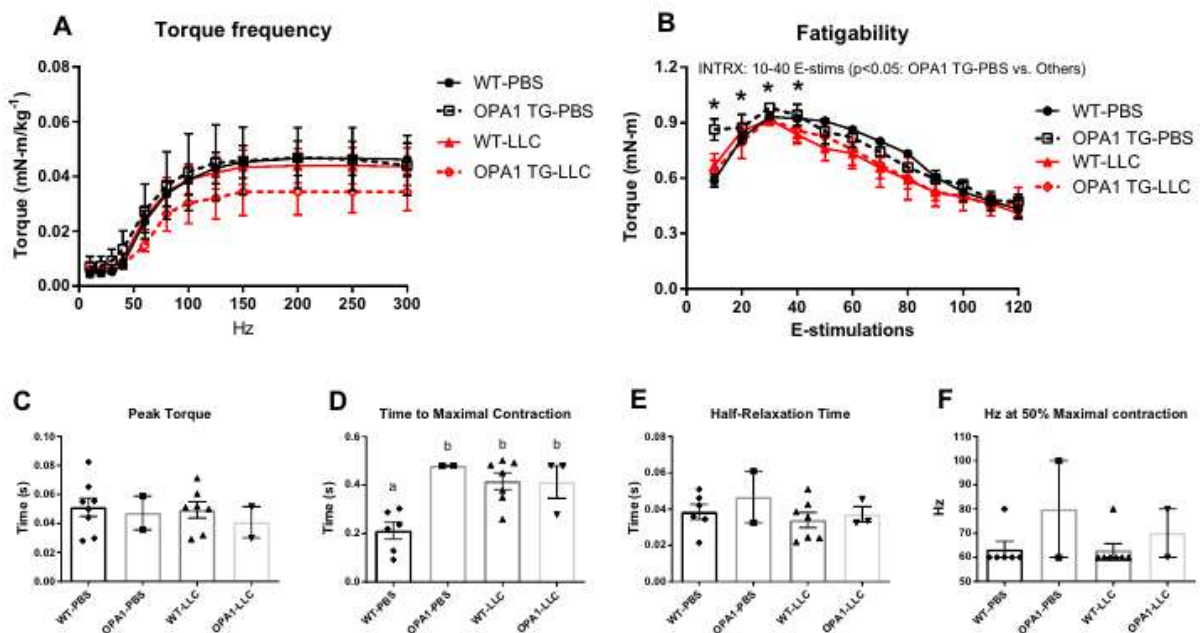 A
Torque frequency
0.08
0.06
0.04
0.02
0.00
Torque (mN-m/kg⁻¹)
0 50 100 150 200 250 300
Hz
WT-PBS
OPA1 TG-PBS
WT-LLC
OPA1 TG-LLC
B
Fatigability
INTRX: 10-40 E-stims (p<0.05: OPA1 TG-PBS vs. Others)
* * * *
1.2
0.9
0.6
0.3
0.0
Torque (mN-m)
0 20 40 60 80 100 120
E-stimulations
WT-PBS
OPA1 TG-PBS
WT-LLC
OPA1 TG-LLC
C
Peak Torque
0.10
0.08
0.06
0.04
0.02
0.00
Time (s)
WT-PBS
OPA1-PBS
WT-LLC
OPA1-LLC
D
Time to Maximal Contraction
0.6
0.4
0.2
0.0
Time (s)
a b b b
WT-PBS
OPA1-PBS
WT-LLC
OPA1-LLC
E
Half-Relaxation Time
0.08
0.06
0.04
0.02
0.00
Time (s)
WT-PBS
OPA1-PBS
WT-LLC
OPA1-LLC
F
Hz at 50% Maximal contraction
110
100
90
80
70
60
50
Hz
WT-PBS
OPA1-PBS
WT-LLC
OPA1-LLC